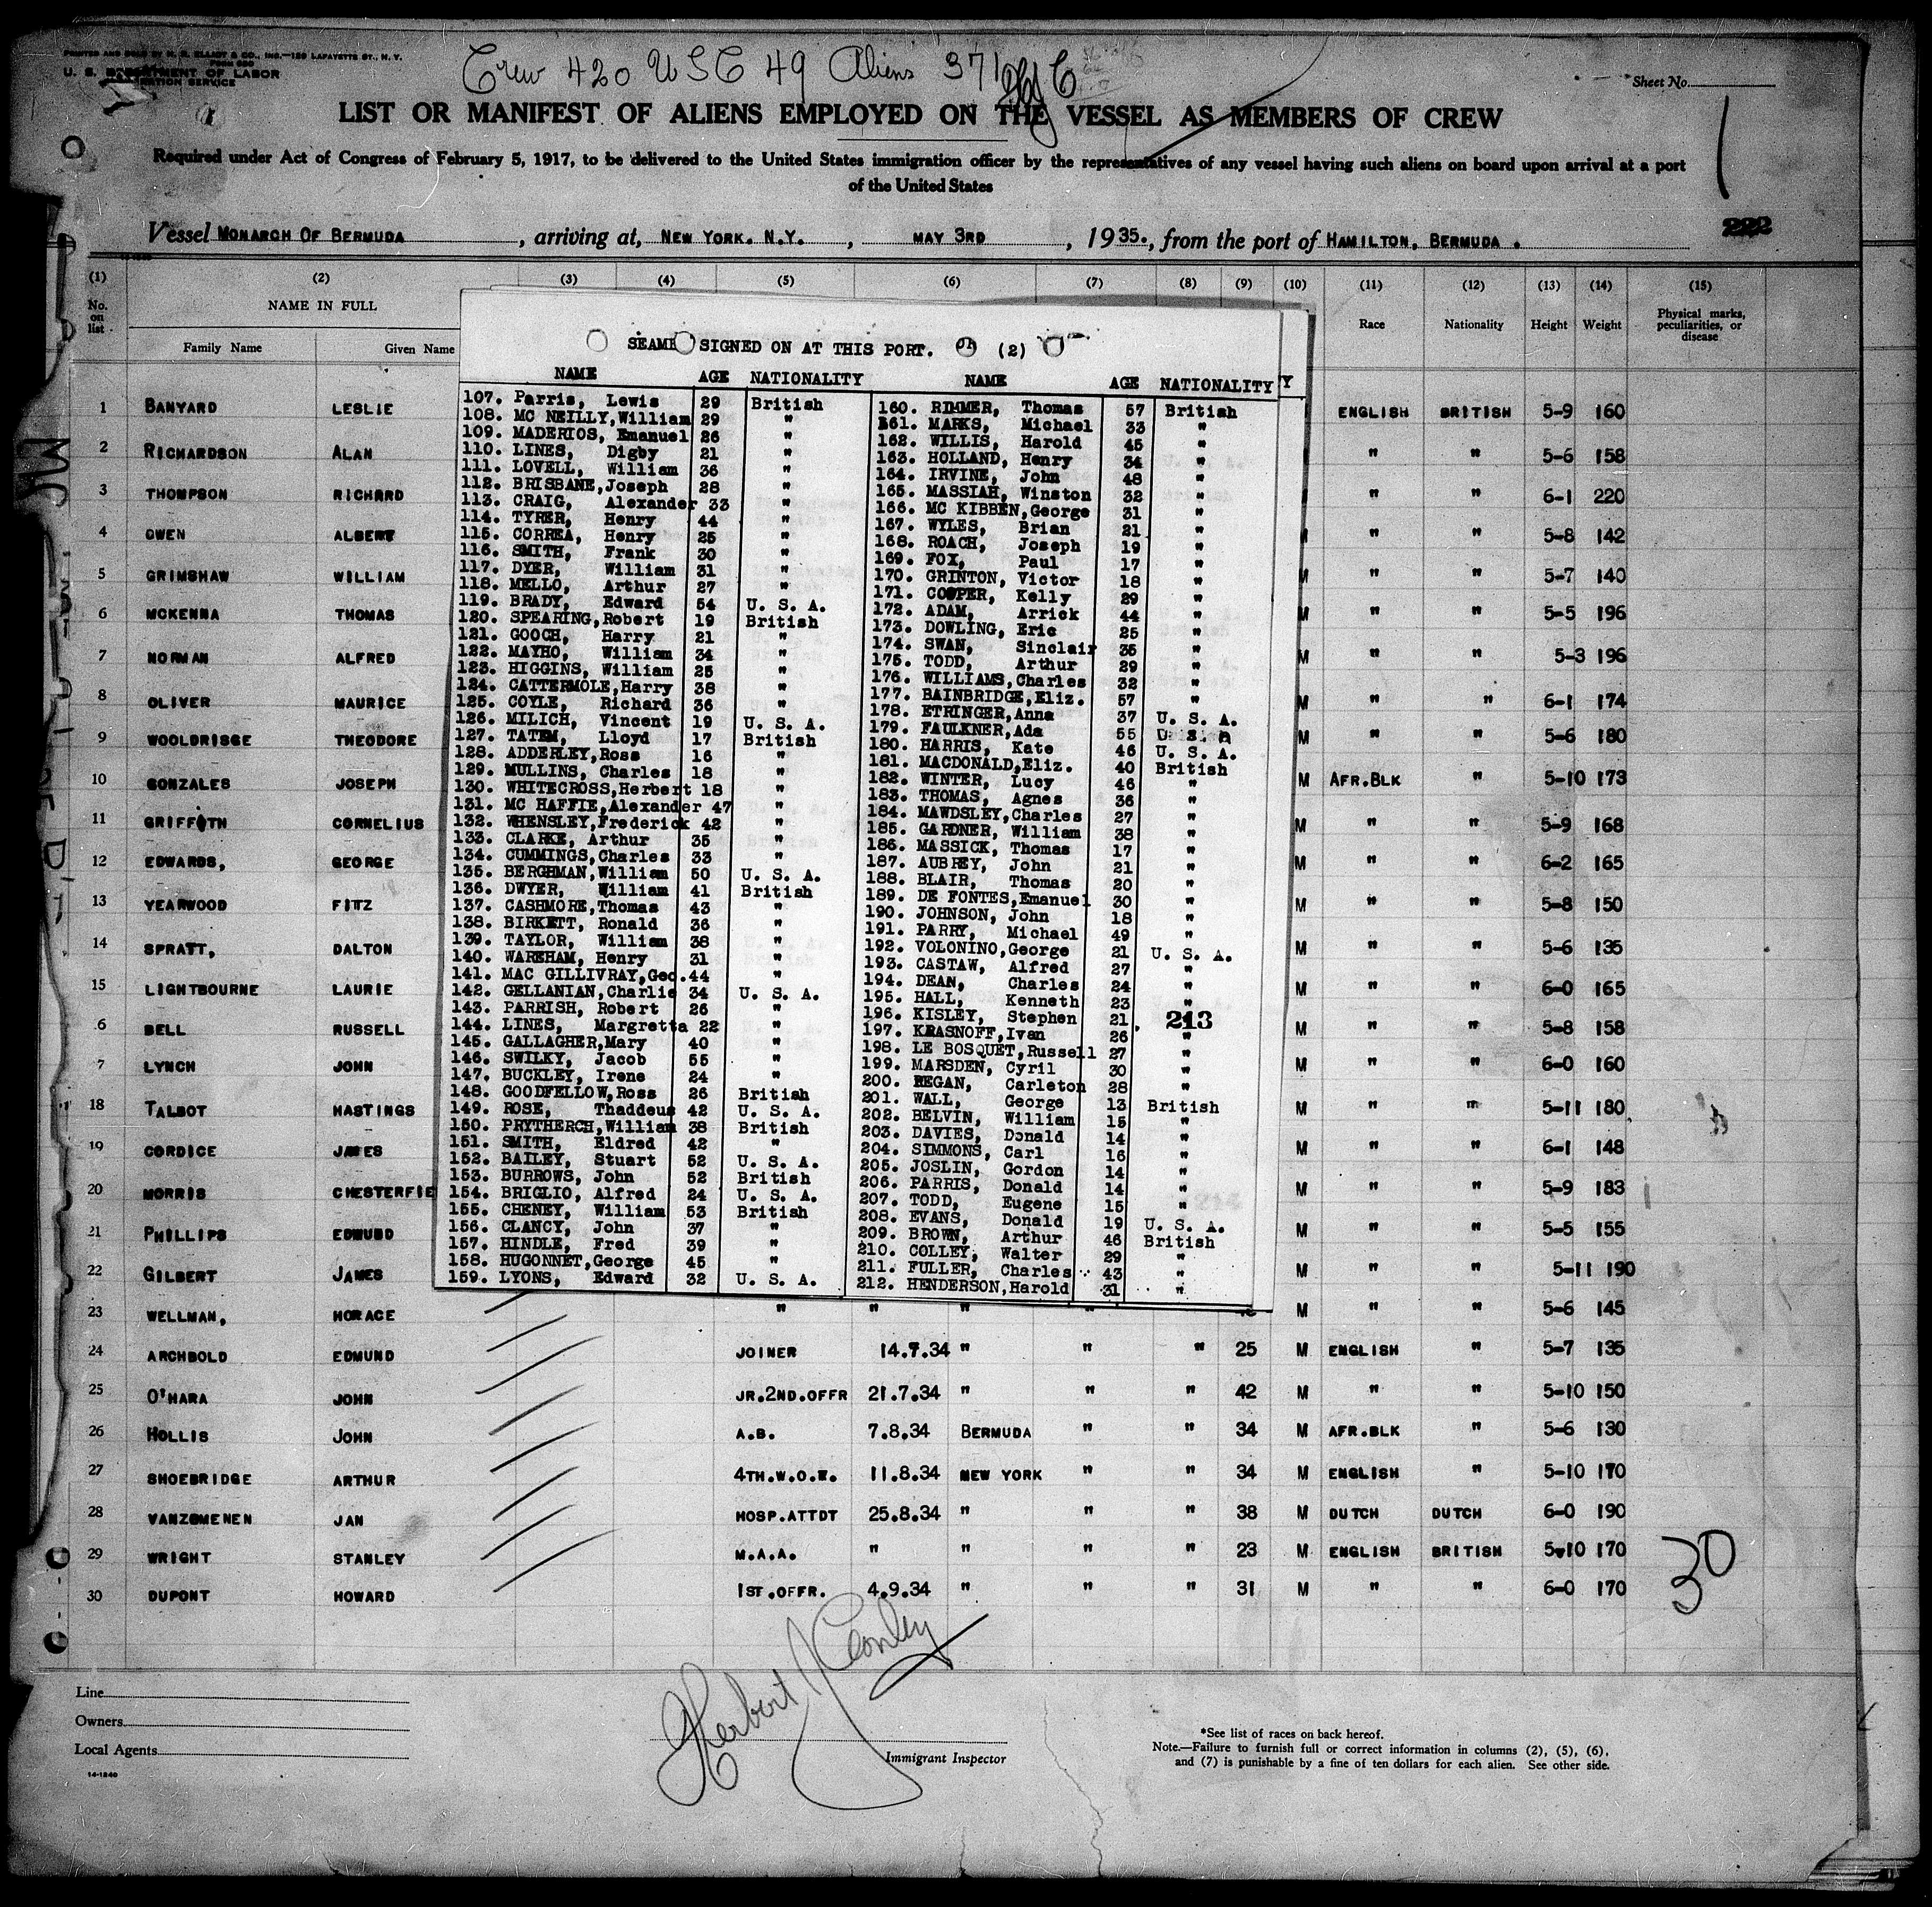 PRINTED AND SOLD BY M. B. ELLIOT & CO., INC.—129 LAFAYETTE ST., N. Y.
U. S. DEPARTMENT OF LABOR
Crew 420 USC 49 Aliens 371
Sheet No.
LIST OR MANIFEST OF ALIENS EMPLOYED ON THE VESSEL AS MEMBERS OF CREW
1
Required under Act of Congress of February 5, 1917, to be delivered to the United States immigration officer by the representatives of any vessel having such aliens on board upon arrival at a port
of the United States
Vessel MONARCH OF BERMUDA, arriving at, NEW YORK. N.Y., MAY 3RD, 1935., from the port of HAMILTON, BERMUDA.
222
(1) (2) (3) (4) (5) (6) (7) (8) (9) (10) (11) (12) (13) (14) (15)
No. on list NAME IN FULL Race Nationality Height Weight Physical marks, peculiarities, or disease
Family Name Given Name
1 BANYARD LESLIE ENGLISH BRITISH 5-9 160
2 RICHARDSON ALAN " " 5-6 158
3 THOMPSON RICHARD " " 6-1 220
4 OWEN ALBERT " " 5-8 142
5 GRIMSHAW WILLIAM M " " 5-7 140
6 MCKENNA THOMAS M " " 5-5 196
7 NORMAN ALFRED M " " 5-3 196
8 OLIVER MAURICE M " " 6-1 174
9 WOOLDRISGE THEODORE M " " 5-6 180
10 GONZALES JOSEPH M AFR.BLK " 5-10 173
11 GRIFFITH CORNELIUS M " " 5-9 168
12 EDWARDS, GEORGE M " " 6-2 165
13 YEARWOOD FITZ M " " 5-8 150
14 SPRATT, DALTON M " " 5-6 135
15 LIGHTBOURNE LAURIE M " " 6-0 165
6 BELL RUSSELL M " " 5-8 158
7 LYNCH JOHN M " " 6-0 160
18 TALBOT HASTINGS M " " 5-11 180
19 CORDICE JAMES M " " 6-1 148
20 MORRIS CHESTERFIE M " " 5-9 183
21 PHILLIPS EDMUND M " " 5-5 155
22 GILBERT JAMES M " " 5-11 190
23 WELLMAN, HORACE " " " " M " " 5-6 145
24 ARCHBOLD EDMUND JOINER 14.7.34 " " " 25 M ENGLISH " 5-7 135
25 O'HARA JOHN JR.2ND.OFFR 21.7.34 " " " 42 M " " 5-10 150
26 HOLLIS JOHN A.B. 7.8.34 BERMUDA " " 34 M AFR.BLK " 5-6 130
27 SHOEBRIDGE ARTHUR 4TH.W.O.E. 11.8.34 NEW YORK " " 34 M ENGLISH " 5-10 170
28 VANZOMENEN JAN HOSP.ATTDT 25.8.34 " " " 38 M DUTCH DUTCH 6-0 190
29 WRIGHT STANLEY M.A.A. " " " " 23 M ENGLISH BRITISH 5-10 170
30 DUPONT HOWARD 1ST.OFFR. 4.9.34 " " " 31 M " " 6-0 170
30
SIGNED ON AT THIS PORT. (2)
NAME AGE NATIONALITY NAME AGE NATIONALITY
107. Parris, Lewis 29 British
108. MC NEILLY,William 29 "
109. MADERIOS, Emanuel 26 "
110. LINES, Digby 21 "
111. LOVELL, William 36 "
112. BRISBANE,Joseph 28 "
113. CRAIG, Alexander 33 "
114. TYRER, Henry 44 "
115. CORREA, Henry 25 "
116. SMITH, Frank 30 "
117. DYER, William 31 "
118. MELLO, Arthur 27 "
119. BRADY, Edward 54 U. S. A.
120. SPEARING,Robert 19 British
121. GOOCH, Harry 21 "
122. MAYHO, William 34 "
123. HIGGINS, William 25 "
124. CATTERMOLE,Harry 38 "
125. COYLE, Richard 36 "
126. MILICH, Vincent 19 U. S. A.
127. TATEM, Lloyd 17 British
128. ADDERLEY,Ross 16 "
129. MULLINS, Charles 18 "
130. WHITECROSS,Herbert 18 "
131. MC HAFFIE,Alexander 47 "
132. WHENSLEY,Frederick 42 "
133. CLARKE, Arthur 35 "
134. CUMMINGS,Charles 33 "
135. BERGHMAN,William 50 U. S. A.
136. DWYER, William 41 British
137. CASHMORE,Thomas 43 "
138. BIRKETT, Ronald 36 "
139. TAYLOR, William 38 "
140. WAREHAM, Henry 31 "
141. MAC GILLIVRAY,Geo. 44 "
142. GELLANIAN,Charlie 34 U. S. A.
143. PARRISH, Robert 26 "
144. LINES, Margretta 22 "
145. GALLAGHER,Mary 40 "
146. SWILKY, Jacob 55 "
147. BUCKLEY, Irene 24 "
148. GOODFELLOW,Ross 26 British
149. ROSE, Thaddeus 42 U. S. A.
150. PRYTHERCH,William 38 British
151. SMITH, Eldred 42 "
152. BAILEY, Stuart 52 U. S. A.
153. BURROWS, John 52 British
154. BRIGLIO, Alfred 24 U. S. A.
155. CHENEY, William 53 British
156. CLANCY, John 37 "
157. HINDLE, Fred 39 "
158. HUGONNET,George 45 "
159. LYONS, Edward 32 U. S. A.
160. RIMMER, Thomas 57 British
161. MARKS, Michael 33 "
162. WILLIS, Harold 45 "
163. HOLLAND, Henry 34 "
164. IRVINE, John 48 "
165. MASSIAH, Winston 32 "
166. MC KIBBEN,George 31 "
167. WYLES, Brian 21 "
168. ROACH, Joseph 19 "
169. FOX, Paul 17 "
170. GRINTON, Victor 18 "
171. COOPER, Kelly 29 "
172. ADAM, Arrick 44 "
173. DOWLING, Eric 25 "
174. SWAN, Sinclair 35 "
175. TODD, Arthur 29 "
176. WILLIAMS,Charles 32 "
177. BAINBRIDGE,Eliz. 57 "
178. ETRINGER,Anna 37 U. S. A.
179. FAULKNER,Ada 55 U. S. A
180. HARRIS, Kate 46 U. S. A.
181. MACDONALD,Eliz. 40 British
182. WINTER, Lucy 46 "
183. THOMAS, Agnes 36 "
184. MAWDSLEY,Charles 27 "
185. GARDNER, William 38 "
186. MASSICK, Thomas 17 "
187. AUBREY, John 21 "
188. BLAIR, Thomas 20 "
189. DE FONTES,Emanuel 30 "
190. JOHNSON, John 18 "
191. PARRY, Michael 49 "
192. VOLONINO,George 21 U. S. A.
193. CASTAW, Alfred 27 "
194. DEAN, Charles 24 "
195. HALL, Kenneth 23 "
196. KISLEY, Stephen 21 213
197. KRASNOFF,Ivan 26 "
198. LE BOSQUET,Russell 27 "
199. MARSDEN, Cyril 30 "
200. REGAN, Carleton 28 "
201. WALL, George 13 British
202. BELVIN, William 15 "
203. DAVIES, Donald 14 "
204. SIMMONS, Carl 16 "
205. JOSLIN, Gordon 14 "
206. PARRIS, Donald 14 "
207. TODD, Eugene 15 "
208. EVANS, Donald 19 U. S. A.
209. BROWN, Arthur 46 British
210. COLLEY, Walter 29 "
211. FULLER, Charles 43 "
212. HENDERSON,Harold 31 "
Line
Owners
Local Agents
14-1240
Herbert J Conley
Immigrant Inspector
*See list of races on back hereof.
Note.—Failure to furnish full or correct information in columns (2), (5), (6),
and (7) is punishable by a fine of ten dollars for each alien. See other side.